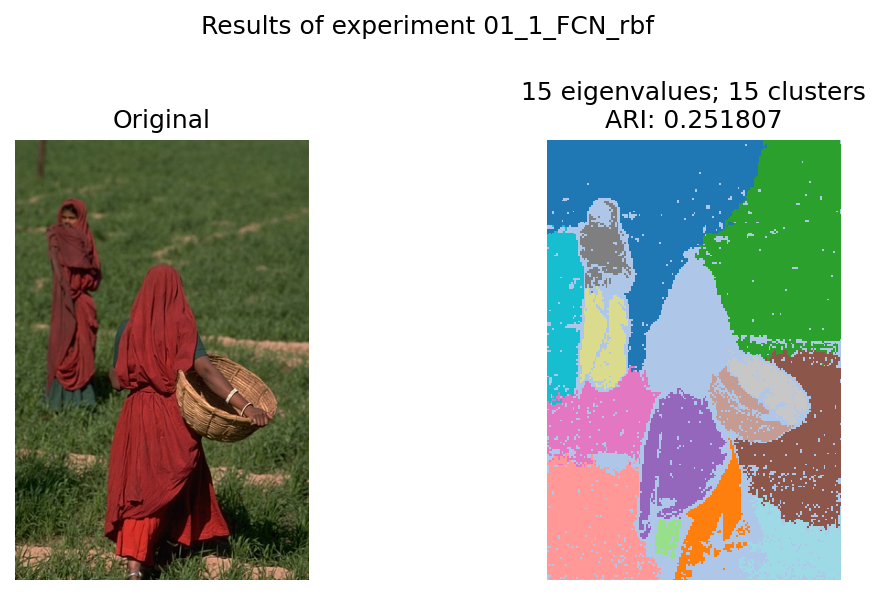 Results of experiment 01_1_FCN_rbf
Original
15 eigenvalues; 15 clusters
ARI: 0.251807